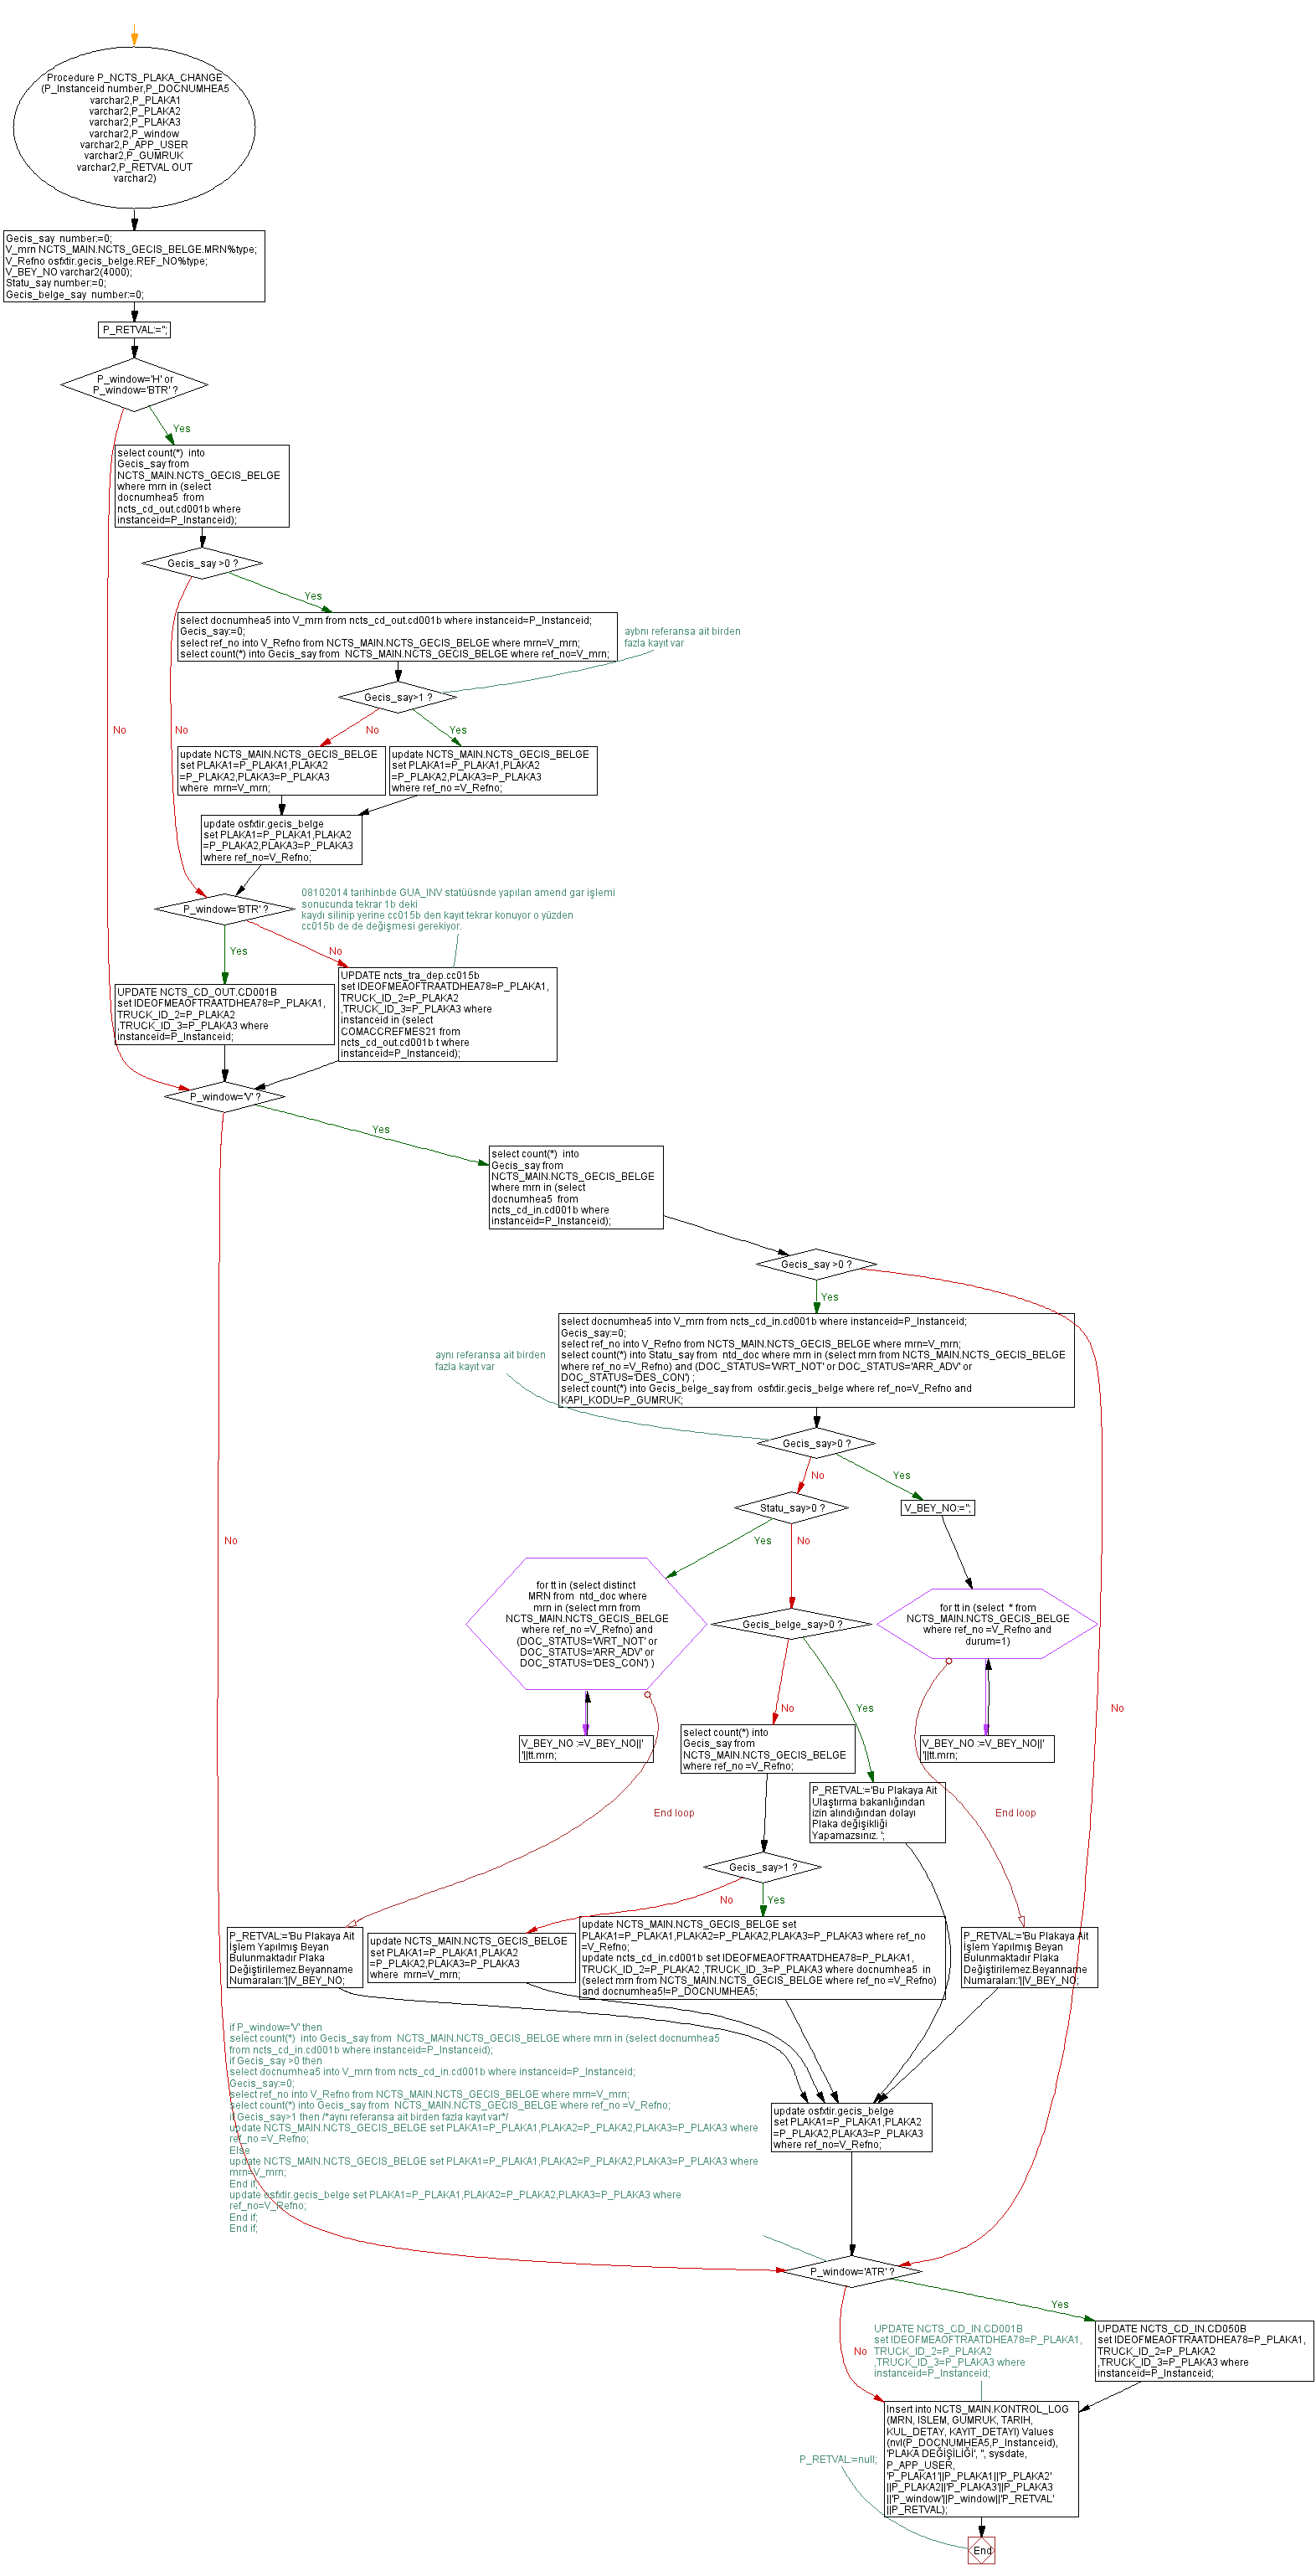 Procedure P_NCTS_PLAKA_CHANGE
(P_Instanceid number,P_DOCNUMHEA5
varchar2,P_PLAKA1
varchar2,P_PLAKA2
varchar2,P_PLAKA3
varchar2,P_window
varchar2,P_APP_USER
varchar2,P_GUMRUK
varchar2,P_RETVAL OUT
varchar2)
Gecis_say number:=0;
V_mrn NCTS_MAIN.NCTS_GECIS_BELGE.MRN%type;
V_Refno osfxtir.gecis_belge.REF_NO%type;
V_BEY_NO varchar2(4000);
Statu_say number:=0;
Gecis_belge_say number:=0;
P_RETVAL:='';
P_window='H' or
P_window='BTR' ?
Yes
select count(*) into
Gecis_say from
NCTS_MAIN.NCTS_GECIS_BELGE
where mrn in (select
docnumhea5 from
ncts_cd_out.cd001b where
instanceid=P_Instanceid);
Gecis_say >0 ?
Yes
select docnumhea5 into V_mrn from ncts_cd_out.cd001b where instanceid=P_Instanceid;
Gecis_say:=0;
select ref_no into V_Refno from NCTS_MAIN.NCTS_GECIS_BELGE where mrn=V_mrn;
select count(*) into Gecis_say from NCTS_MAIN.NCTS_GECIS_BELGE where ref_no=V_mrn;
aybnı referansa ait birden
fazla kayıt var
Gecis_say>1 ?
No
No
No
Yes
update NCTS_MAIN.NCTS_GECIS_BELGE
set PLAKA1=P_PLAKA1,PLAKA2
=P_PLAKA2,PLAKA3=P_PLAKA3
where mrn=V_mrn;
update NCTS_MAIN.NCTS_GECIS_BELGE
set PLAKA1=P_PLAKA1,PLAKA2
=P_PLAKA2,PLAKA3=P_PLAKA3
where ref_no =V_Refno;
update osfxtir.gecis_belge
set PLAKA1=P_PLAKA1,PLAKA2
=P_PLAKA2,PLAKA3=P_PLAKA3
where ref_no=V_Refno;
P_window='BTR' ?
08102014 tarihinbde GUA_INV statüüsnde yapılan amend gar işlemi
sonucunda tekrar 1b deki
kaydı silinip yerine cc015b den kayıt tekrar konuyor o yüzden
cc015b de de değişmesi gerekiyor.
Yes
No
UPDATE NCTS_CD_OUT.CD001B
set IDEOFMEAOFTRAATDHEA78=P_PLAKA1,
TRUCK_ID_2=P_PLAKA2
,TRUCK_ID_3=P_PLAKA3 where
instanceid=P_Instanceid;
UPDATE ncts_tra_dep.cc015b
set IDEOFMEAOFTRAATDHEA78=P_PLAKA1,
TRUCK_ID_2=P_PLAKA2
,TRUCK_ID_3=P_PLAKA3 where
instanceid in (select
COMACCREFMES21 from
ncts_cd_out.cd001b t where
instanceid=P_Instanceid);
P_window='V' ?
Yes
select count(*) into
Gecis_say from
NCTS_MAIN.NCTS_GECIS_BELGE
where mrn in (select
docnumhea5 from
ncts_cd_in.cd001b where
instanceid=P_Instanceid);
Gecis_say >0 ?
Yes
select docnumhea5 into V_mrn from ncts_cd_in.cd001b where instanceid=P_Instanceid;
Gecis_say:=0;
select ref_no into V_Refno from NCTS_MAIN.NCTS_GECIS_BELGE where mrn=V_mrn;
select count(*) into Statu_say from ntd_doc where mrn in (select mrn from NCTS_MAIN.NCTS_GECIS_BELGE
where ref_no =V_Refno) and (DOC_STATUS='WRT_NOT' or DOC_STATUS='ARR_ADV' or
DOC_STATUS='DES_CON') ;
select count(*) into Gecis_belge_say from osfxtir.gecis_belge where ref_no=V_Refno and
KAPI_KODU=P_GUMRUK;
aynı referansa ait birden
fazla kayıt var
Gecis_say>0 ?
No
Yes
Statu_say>0 ?
V_BEY_NO:='';
No
Yes
No
for tt in (select distinct
MRN from ntd_doc where
mrn in (select mrn from
NCTS_MAIN.NCTS_GECIS_BELGE
where ref_no =V_Refno) and
(DOC_STATUS='WRT_NOT' or
DOC_STATUS='ARR_ADV' or
DOC_STATUS='DES_CON') )
Gecis_belge_say>0 ?
for tt in (select * from
NCTS_MAIN.NCTS_GECIS_BELGE
where ref_no =V_Refno and
durum=1)
No
Yes
No
V_BEY_NO :=V_BEY_NO||'
'||tt.mrn;
select count(*) into
Gecis_say from
NCTS_MAIN.NCTS_GECIS_BELGE
where ref_no =V_Refno;
V_BEY_NO :=V_BEY_NO||'
'||tt.mrn;
P_RETVAL:='Bu Plakaya Ait
Ulaştırma bakanlığından
izin alındığından dolayı
Plaka değişikliği
Yapamazsınız. ';
End loop
End loop
Gecis_say>1 ?
No
Yes
P_RETVAL:='Bu Plakaya Ait
Işlem Yapılmış Beyan
Bulunmaktadır Plaka
Değiştirilemez.Beyanname
Numaraları:'||V_BEY_NO;
update NCTS_MAIN.NCTS_GECIS_BELGE
set PLAKA1=P_PLAKA1,PLAKA2
=P_PLAKA2,PLAKA3=P_PLAKA3
where mrn=V_mrn;
update NCTS_MAIN.NCTS_GECIS_BELGE set
PLAKA1=P_PLAKA1,PLAKA2=P_PLAKA2,PLAKA3=P_PLAKA3 where ref_no
=V_Refno;
update ncts_cd_in.cd001b set IDEOFMEAOFTRAATDHEA78=P_PLAKA1,
TRUCK_ID_2=P_PLAKA2 ,TRUCK_ID_3=P_PLAKA3 where docnumhea5 in
(select mrn from NCTS_MAIN.NCTS_GECIS_BELGE where ref_no =V_Refno)
and docnumhea5!=P_DOCNUMHEA5;
P_RETVAL:='Bu Plakaya Ait
Işlem Yapılmış Beyan
Bulunmaktadır Plaka
Değiştirilemez.Beyanname
Numaraları:'||V_BEY_NO;
if P_window='V' then
select count(*) into Gecis_say from NCTS_MAIN.NCTS_GECIS_BELGE where mrn in (select docnumhea5
from ncts_cd_in.cd001b where instanceid=P_Instanceid);
if Gecis_say >0 then
select docnumhea5 into V_mrn from ncts_cd_in.cd001b where instanceid=P_Instanceid;
Gecis_say:=0;
select ref_no into V_Refno from NCTS_MAIN.NCTS_GECIS_BELGE where mrn=V_mrn;
select count(*) into Gecis_say from NCTS_MAIN.NCTS_GECIS_BELGE where ref_no =V_Refno;
if Gecis_say>1 then /*aynı referansa ait birden fazla kayıt var*/
update NCTS_MAIN.NCTS_GECIS_BELGE set PLAKA1=P_PLAKA1,PLAKA2=P_PLAKA2,PLAKA3=P_PLAKA3 where
ref_no =V_Refno;
Else
update NCTS_MAIN.NCTS_GECIS_BELGE set PLAKA1=P_PLAKA1,PLAKA2=P_PLAKA2,PLAKA3=P_PLAKA3 where
mrn=V_mrn;
End if;
update osfxtir.gecis_belge set PLAKA1=P_PLAKA1,PLAKA2=P_PLAKA2,PLAKA3=P_PLAKA3 where
ref_no=V_Refno;
End if;
End if;
update osfxtir.gecis_belge
set PLAKA1=P_PLAKA1,PLAKA2
=P_PLAKA2,PLAKA3=P_PLAKA3
where ref_no=V_Refno;
P_window='ATR' ?
Yes
No
UPDATE NCTS_CD_IN.CD001B
set IDEOFMEAOFTRAATDHEA78=P_PLAKA1,
TRUCK_ID_2=P_PLAKA2
,TRUCK_ID_3=P_PLAKA3 where
instanceid=P_Instanceid;
UPDATE NCTS_CD_IN.CD050B
set IDEOFMEAOFTRAATDHEA78=P_PLAKA1,
TRUCK_ID_2=P_PLAKA2
,TRUCK_ID_3=P_PLAKA3 where
instanceid=P_Instanceid;
Insert into NCTS_MAIN.KONTROL_LOG
(MRN, ISLEM, GUMRUK, TARIH,
KUL_DETAY, KAYIT_DETAYI) Values
(nvl(P_DOCNUMHEA5,P_Instanceid),
'PLAKA DEĞİŞİLİĞİ', '', sysdate,
P_APP_USER,
'P_PLAKA1'||P_PLAKA1||'P_PLAKA2'
||P_PLAKA2||'P_PLAKA3'||P_PLAKA3
||'P_window'||P_window||'P_RETVAL'
||P_RETVAL);
P_RETVAL:=null;
End